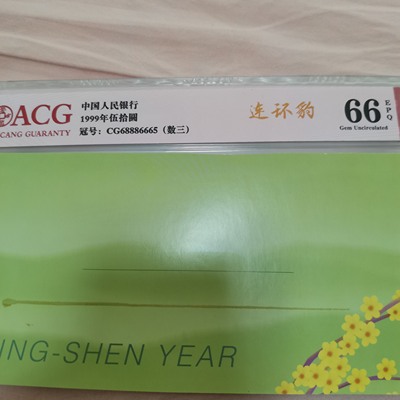 ACG
CANG GUARANTY
中国人民银行
1999年伍拾圆
冠号：CG68886665（数三）
连环豹
66
EPQ
Gem Uncirculated
ING-SHEN YEAR